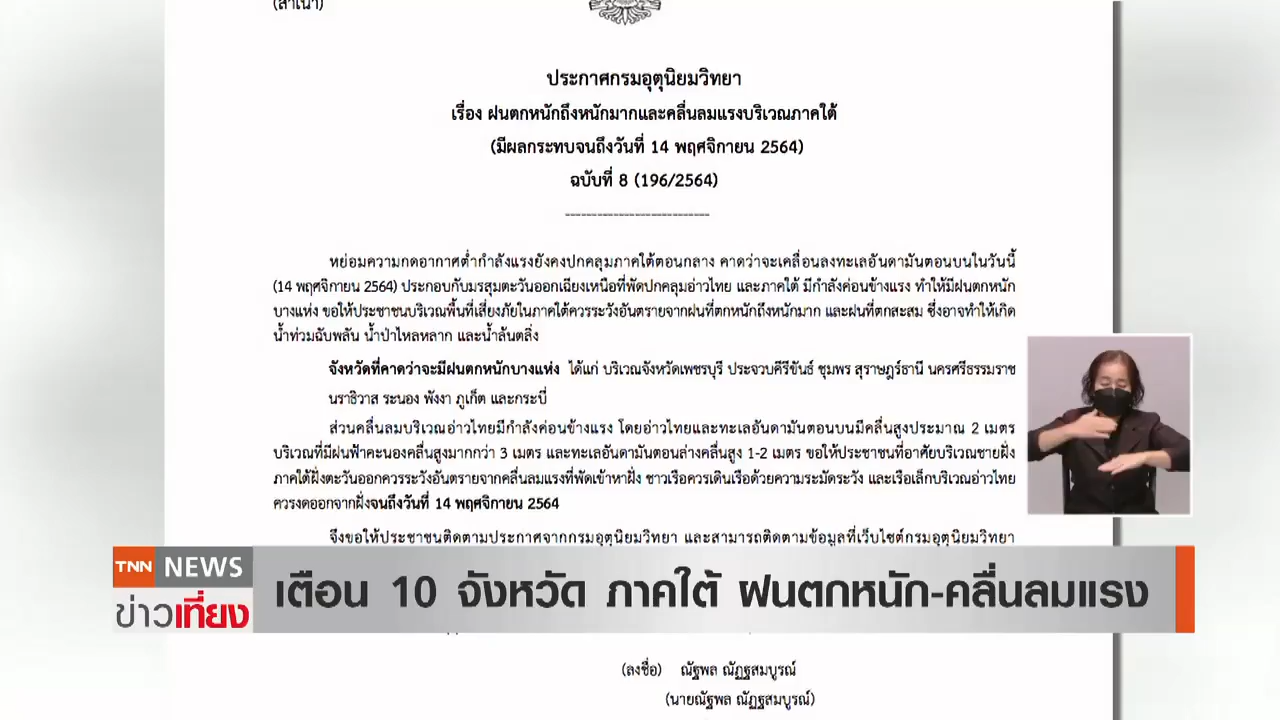 (สำเนา)
ประกาศกรมอุตุนิยมวิทยา
เรื่อง ฝนตกหนักถึงหนักมากและคลื่นลมแรงบริเวณภาคใต้
(มีผลกระทบจนถึงวันที่ 14 พฤศจิกายน 2564)
ฉบับที่ 8 (196/2564)
---------------------------
หย่อมความกดอากาศต่ำกำลังแรงยังคงปกคลุมภาคใต้ตอนกลาง คาดว่าจะเคลื่อนลงทะเลอันดามันตอนบนในวันนี้
(14 พฤศจิกายน 2564) ประกอบกับมรสุมตะวันออกเฉียงเหนือที่พัดปกคลุมอ่าวไทย และภาคใต้ มีกำลังค่อนข้างแรง ทำให้มีฝนตกหนัก
บางแห่ง ขอให้ประชาชนบริเวณพื้นที่เสี่ยงภัยในภาคใต้ควรระวังอันตรายจากฝนที่ตกหนักถึงหนักมาก และฝนที่ตกสะสม ซึ่งอาจทำให้เกิด
น้ำท่วมฉับพลัน น้ำป่าไหลหลาก และน้ำล้นตลิ่ง
จังหวัดที่คาดว่าจะมีฝนตกหนักบางแห่ง ได้แก่ บริเวณจังหวัดเพชรบุรี ประจวบคีรีขันธ์ ชุมพร สุราษฎร์ธานี นครศรีธรรมราช
นราธิวาส ระนอง พังงา ภูเก็ต และกระบี่
ส่วนคลื่นลมบริเวณอ่าวไทยมีกำลังค่อนข้างแรง โดยอ่าวไทยและทะเลอันดามันตอนบนมีคลื่นสูงประมาณ 2 เมตร
บริเวณที่มีฝนฟ้าคะนองคลื่นสูงมากกว่า 3 เมตร และทะเลอันดามันตอนล่างคลื่นสูง 1-2 เมตร ขอให้ประชาชนที่อาศัยบริเวณชายฝั่ง
ภาคใต้ฝั่งตะวันออกควรระวังอันตรายจากคลื่นลมแรงที่พัดเข้าหาฝั่ง ชาวเรือควรเดินเรือด้วยความระมัดระวัง และเรือเล็กบริเวณอ่าวไทย
ควรงดออกจากฝั่งจนถึงวันที่ 14 พฤศจิกายน 2564
จึงขอให้ประชาชนติดตามประกาศจากกรมอุตุนิยมวิทยา และสามารถติดตามข้อมูลที่เว็บไซต์กรมอุตุนิยมวิทยา
TNN NEWS
ข่าวเที่ยง
เตือน 10 จังหวัด ภาคใต้ ฝนตกหนัก-คลื่นลมแรง
(ลงชื่อ) ณัฐพล ณัฏฐสมบูรณ์
(นายณัฐพล ณัฏฐสมบูรณ์)